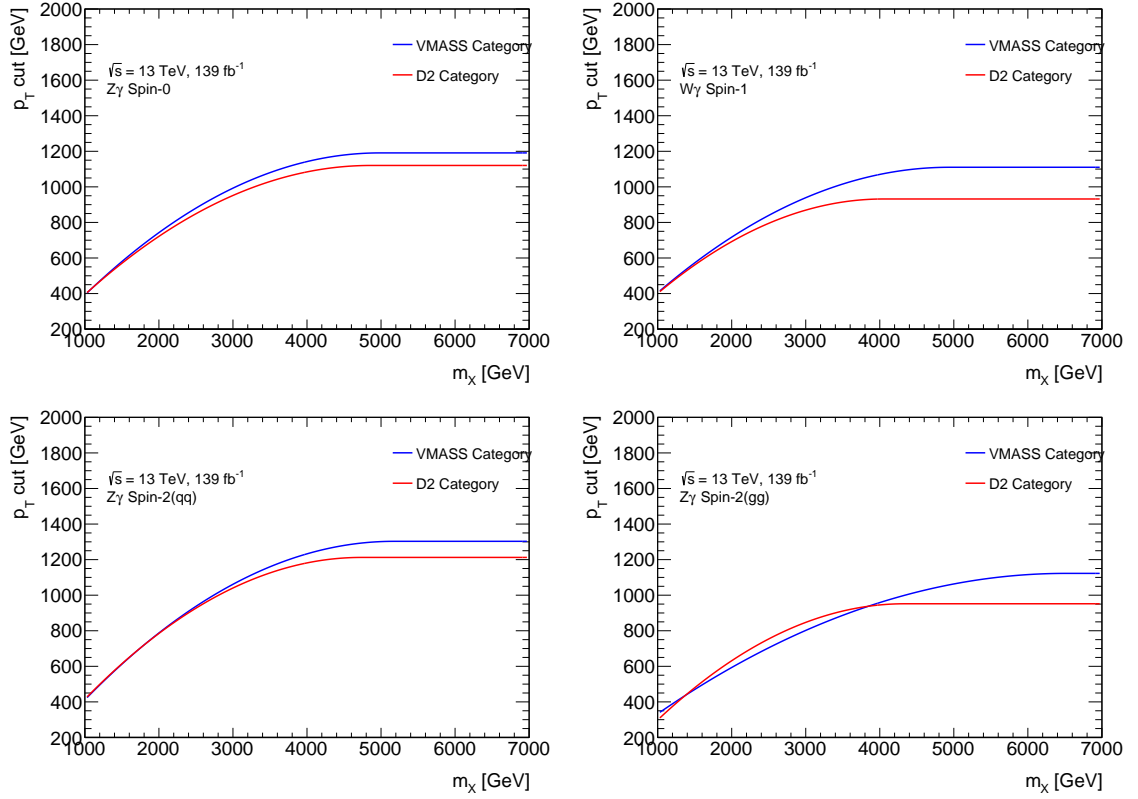 p_T cut [GeV]
2000
1800
1600
1400
1200
1000
800
600
400
200
VMASS Category
D2 Category
√s = 13 TeV, 139 fb⁻¹
Zγ Spin-0
1000 2000 3000 4000 5000 6000 7000
m_X [GeV]
p_T cut [GeV]
2000
1800
1600
1400
1200
1000
800
600
400
200
VMASS Category
D2 Category
√s = 13 TeV, 139 fb⁻¹
Wγ Spin-1
1000 2000 3000 4000 5000 6000 7000
m_X [GeV]
p_T cut [GeV]
2000
1800
1600
1400
1200
1000
800
600
400
200
VMASS Category
D2 Category
√s = 13 TeV, 139 fb⁻¹
Zγ Spin-2(qq)
1000 2000 3000 4000 5000 6000 7000
m_X [GeV]
p_T cut [GeV]
2000
1800
1600
1400
1200
1000
800
600
400
200
VMASS Category
D2 Category
√s = 13 TeV, 139 fb⁻¹
Zγ Spin-2(gg)
1000 2000 3000 4000 5000 6000 7000
m_X [GeV]